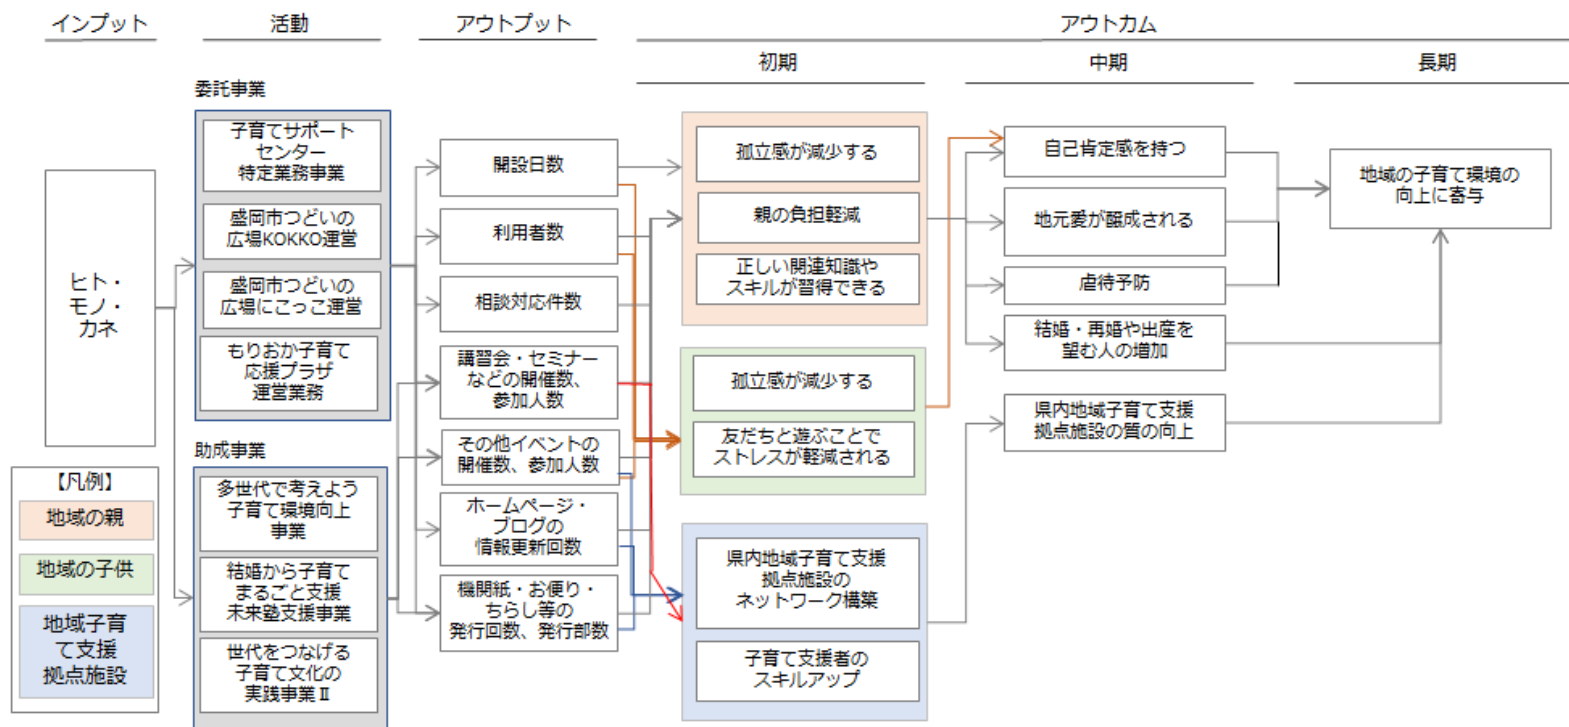 インプット
活動
アウトプット
アウトカム
初期
中期
長期
委託事業
子育てサポート
センター
特定業務事業
盛岡市つどいの
広場KOKKO運営
盛岡市つどいの
広場にこっこ運営
もりおか子育て
応援プラザ
運営業務
助成事業
多世代で考えよう
子育て環境向上
事業
結婚から子育て
まるごと支援
未来塾支援事業
世代をつなげる
子育て文化の
実践事業Ⅱ
ヒト・
モノ・
カネ
【凡例】
地域の親
地域の子供
地域子育
て支援
拠点施設
開設日数
利用者数
相談対応件数
講習会・セミナー
などの開催数、
参加人数
その他イベントの
開催数、参加人数
ホームページ・
ブログの
情報更新回数
機関紙・お便り・
ちらし等の
発行回数、発行部数
孤立感が減少する
親の負担軽減
正しい関連知識や
スキルが習得できる
孤立感が減少する
友だちと遊ぶことで
ストレスが軽減される
県内地域子育て支援
拠点施設の
ネットワーク構築
子育て支援者の
スキルアップ
自己肯定感を持つ
地元愛が醸成される
虐待予防
結婚・再婚や出産を
望む人の増加
県内地域子育て支援
拠点施設の質の向上
地域の子育て環境の
向上に寄与